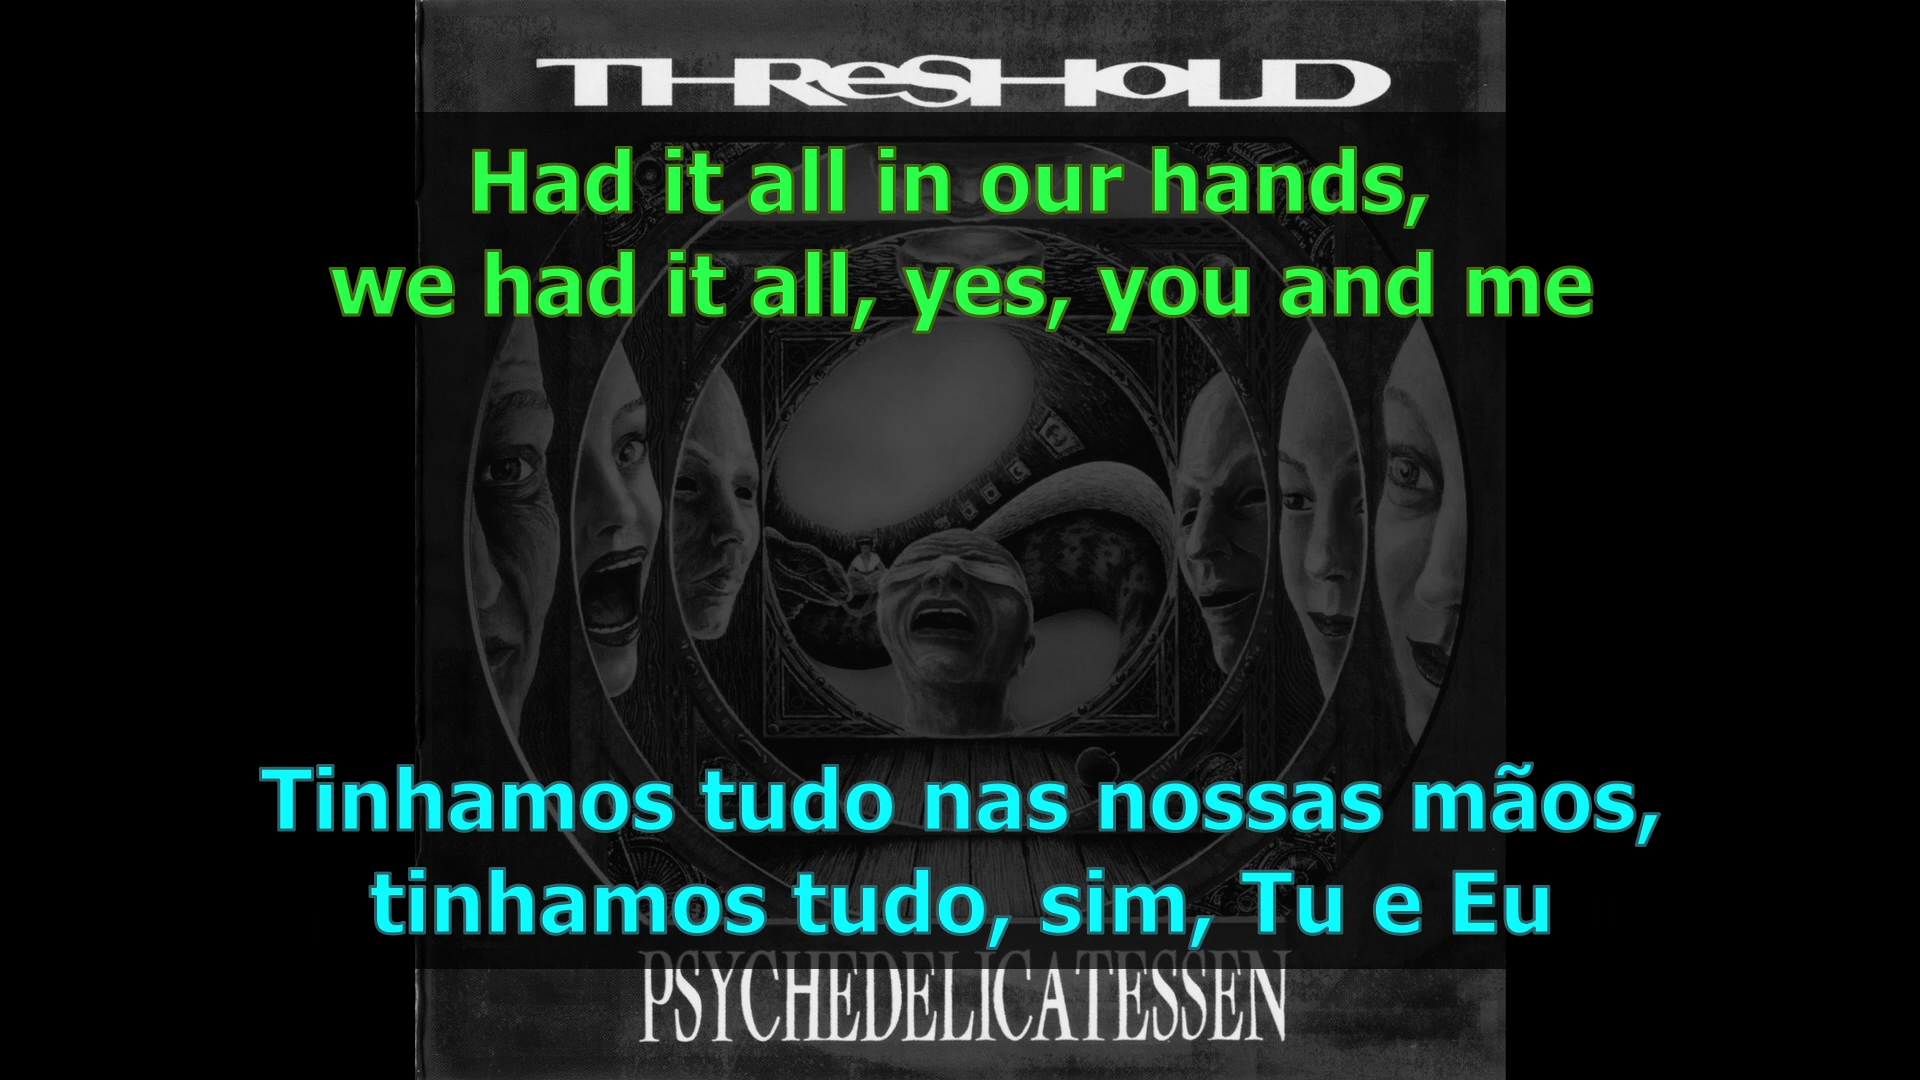 THReSHOLD
Had it all in our hands,
we had it all, yes, you and me
Tinhamos tudo nas nossas mãos,
tinhamos tudo, sim, Tu e Eu
PSYCHEDELICATESSEN